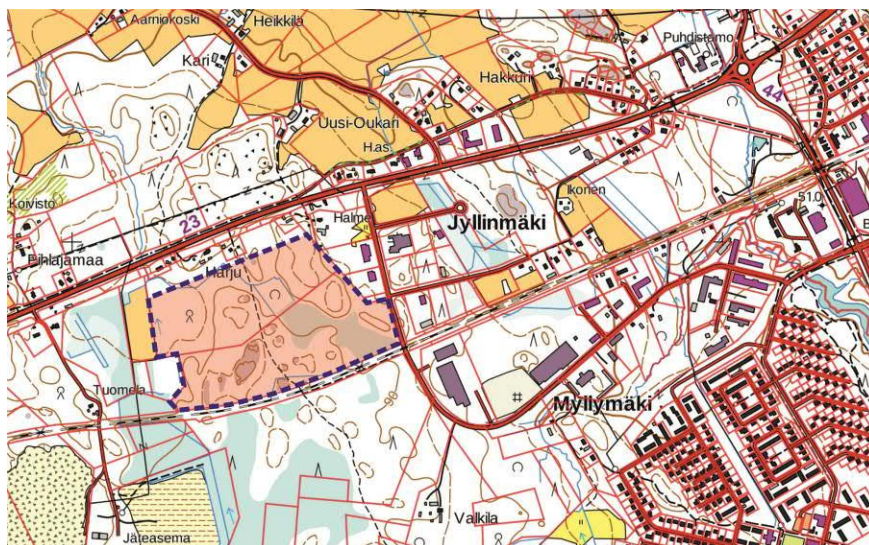 Aarniokoski
Heikkilä
Kari
Puhdistamo
Hakkuri
44
Uusi-Oukari
H.as.
Koivisto
23
Halme
Jyllinmäki
Ikonen
51.0
Pihlajamaa
Harju
Tuomela
Myllymäki
Valkila
Jäteasema